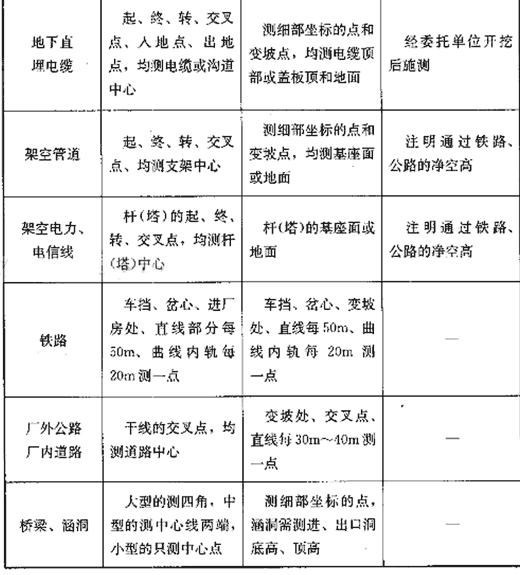 地下直
埋电缆
起、终、转、交叉
点、入地点、出地
点,均测电缆或沟道
中心
测细部坐标的点和
变坡点,均测电缆顶
部或盖板顶和地面
经委托单位开挖
后施测
架空管道
起、终、转、交叉
点、均测支架中心
测细部坐标的点和
变坡点,均测基座面
或地面
注明通过铁路、
公路的净空高
架空电力、
电信线
杆(塔)的起、终、
转、交叉点,均测杆
(塔)中心
杆(塔)的基座面或
地面
注明通过铁路、
公路的净空高
铁路
车挡、岔心、进厂
房处、直线部分每
50m、曲线内轨每
20m测一点
车挡、岔心、变坡
处、直线每50m、曲
线内轨每 20m 测
一点
—
厂外公路
厂内道路
干线的交叉点,均
测道路中心
变坡处、交叉点、
直线每30m~40m测
一点
—
桥梁、涵洞
大型的测四角,中
型的测中心线两端,
小型的只测中心点
测细部坐标的点,
涵洞需测进、出口洞
底高、顶高
—